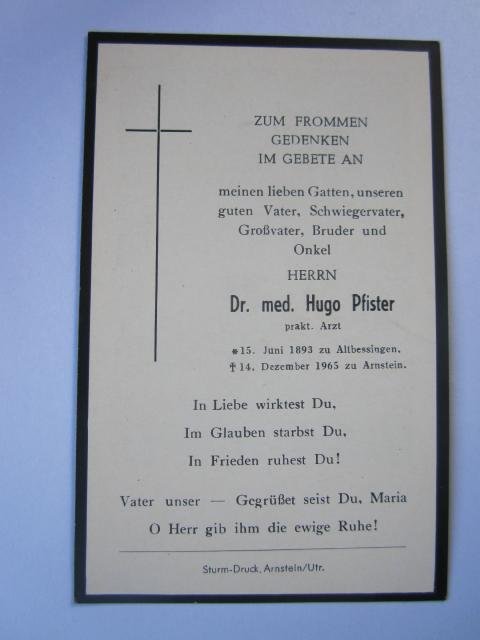 ZUM FROMMEN
GEDENKEN
IM GEBETE AN
meinen lieben Gatten, unseren
guten Vater, Schwiegervater,
Großvater, Bruder und
Onkel
HERRN
Dr. med. Hugo Pfister
prakt. Arzt
* 15. Juni 1893 zu Altbessingen,
† 14. Dezember 1965 zu Arnstein.
In Liebe wirktest Du,
Im Glauben starbst Du,
In Frieden ruhest Du!
Vater unser — Gegrüßet seist Du, Maria
O Herr gib ihm die ewige Ruhe!
Sturm-Druck, Arnstein/Utr.